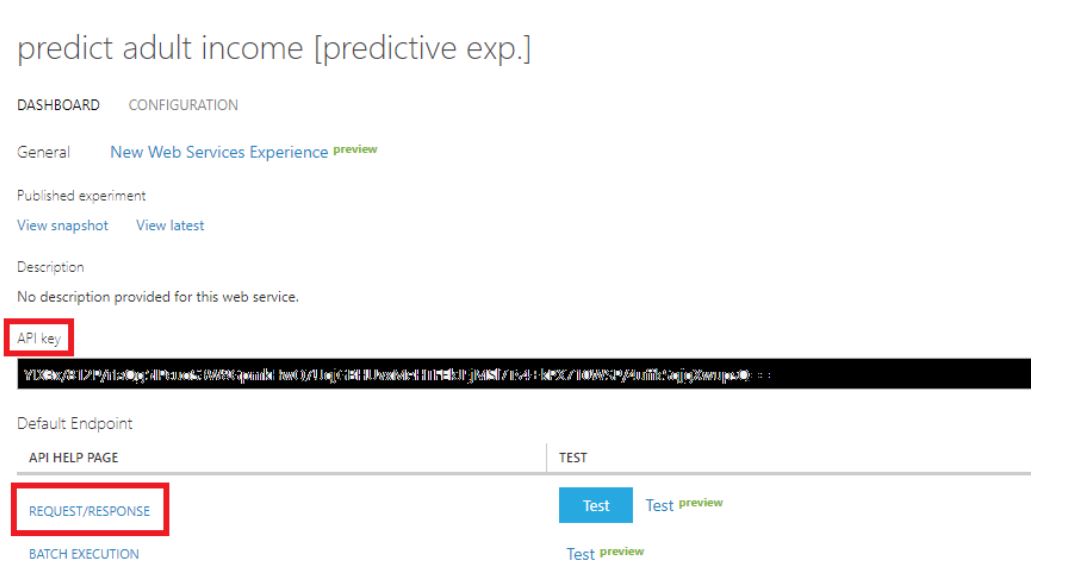 predict adult income [predictive exp.]
DASHBOARD CONFIGURATION
General New Web Services Experience preview
Published experiment
View snapshot View latest
Description
No description provided for this web service.
API key
Default Endpoint
API HELP PAGE TEST
REQUEST/RESPONSE Test Test preview
BATCH EXECUTION Test preview